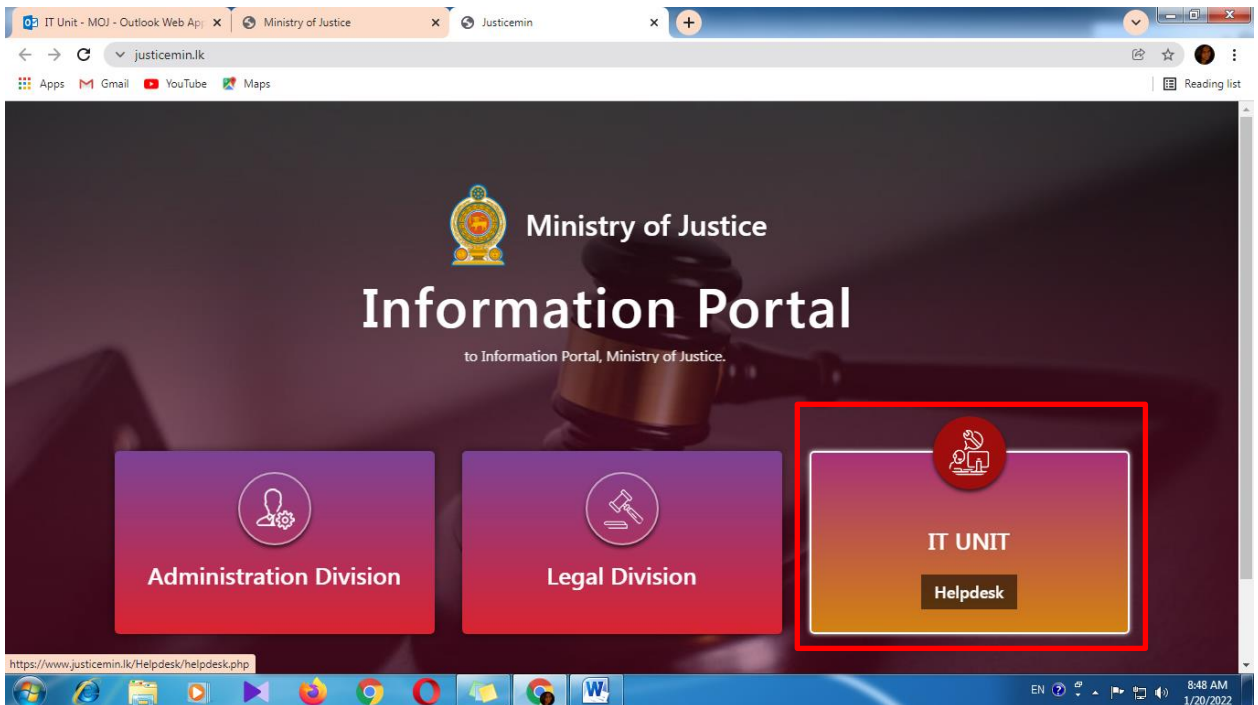 IT Unit - MOJ - Outlook Web Ap
Ministry of Justice
Justicemin
justicemin.lk
Apps
Gmail
YouTube
Maps
Reading list
Ministry of Justice
Information Portal
to Information Portal, Ministry of Justice.
Administration Division
Legal Division
IT UNIT
Helpdesk
https://www.justicemin.lk/Helpdesk/helpdesk.php
EN
8:48 AM
1/20/2022